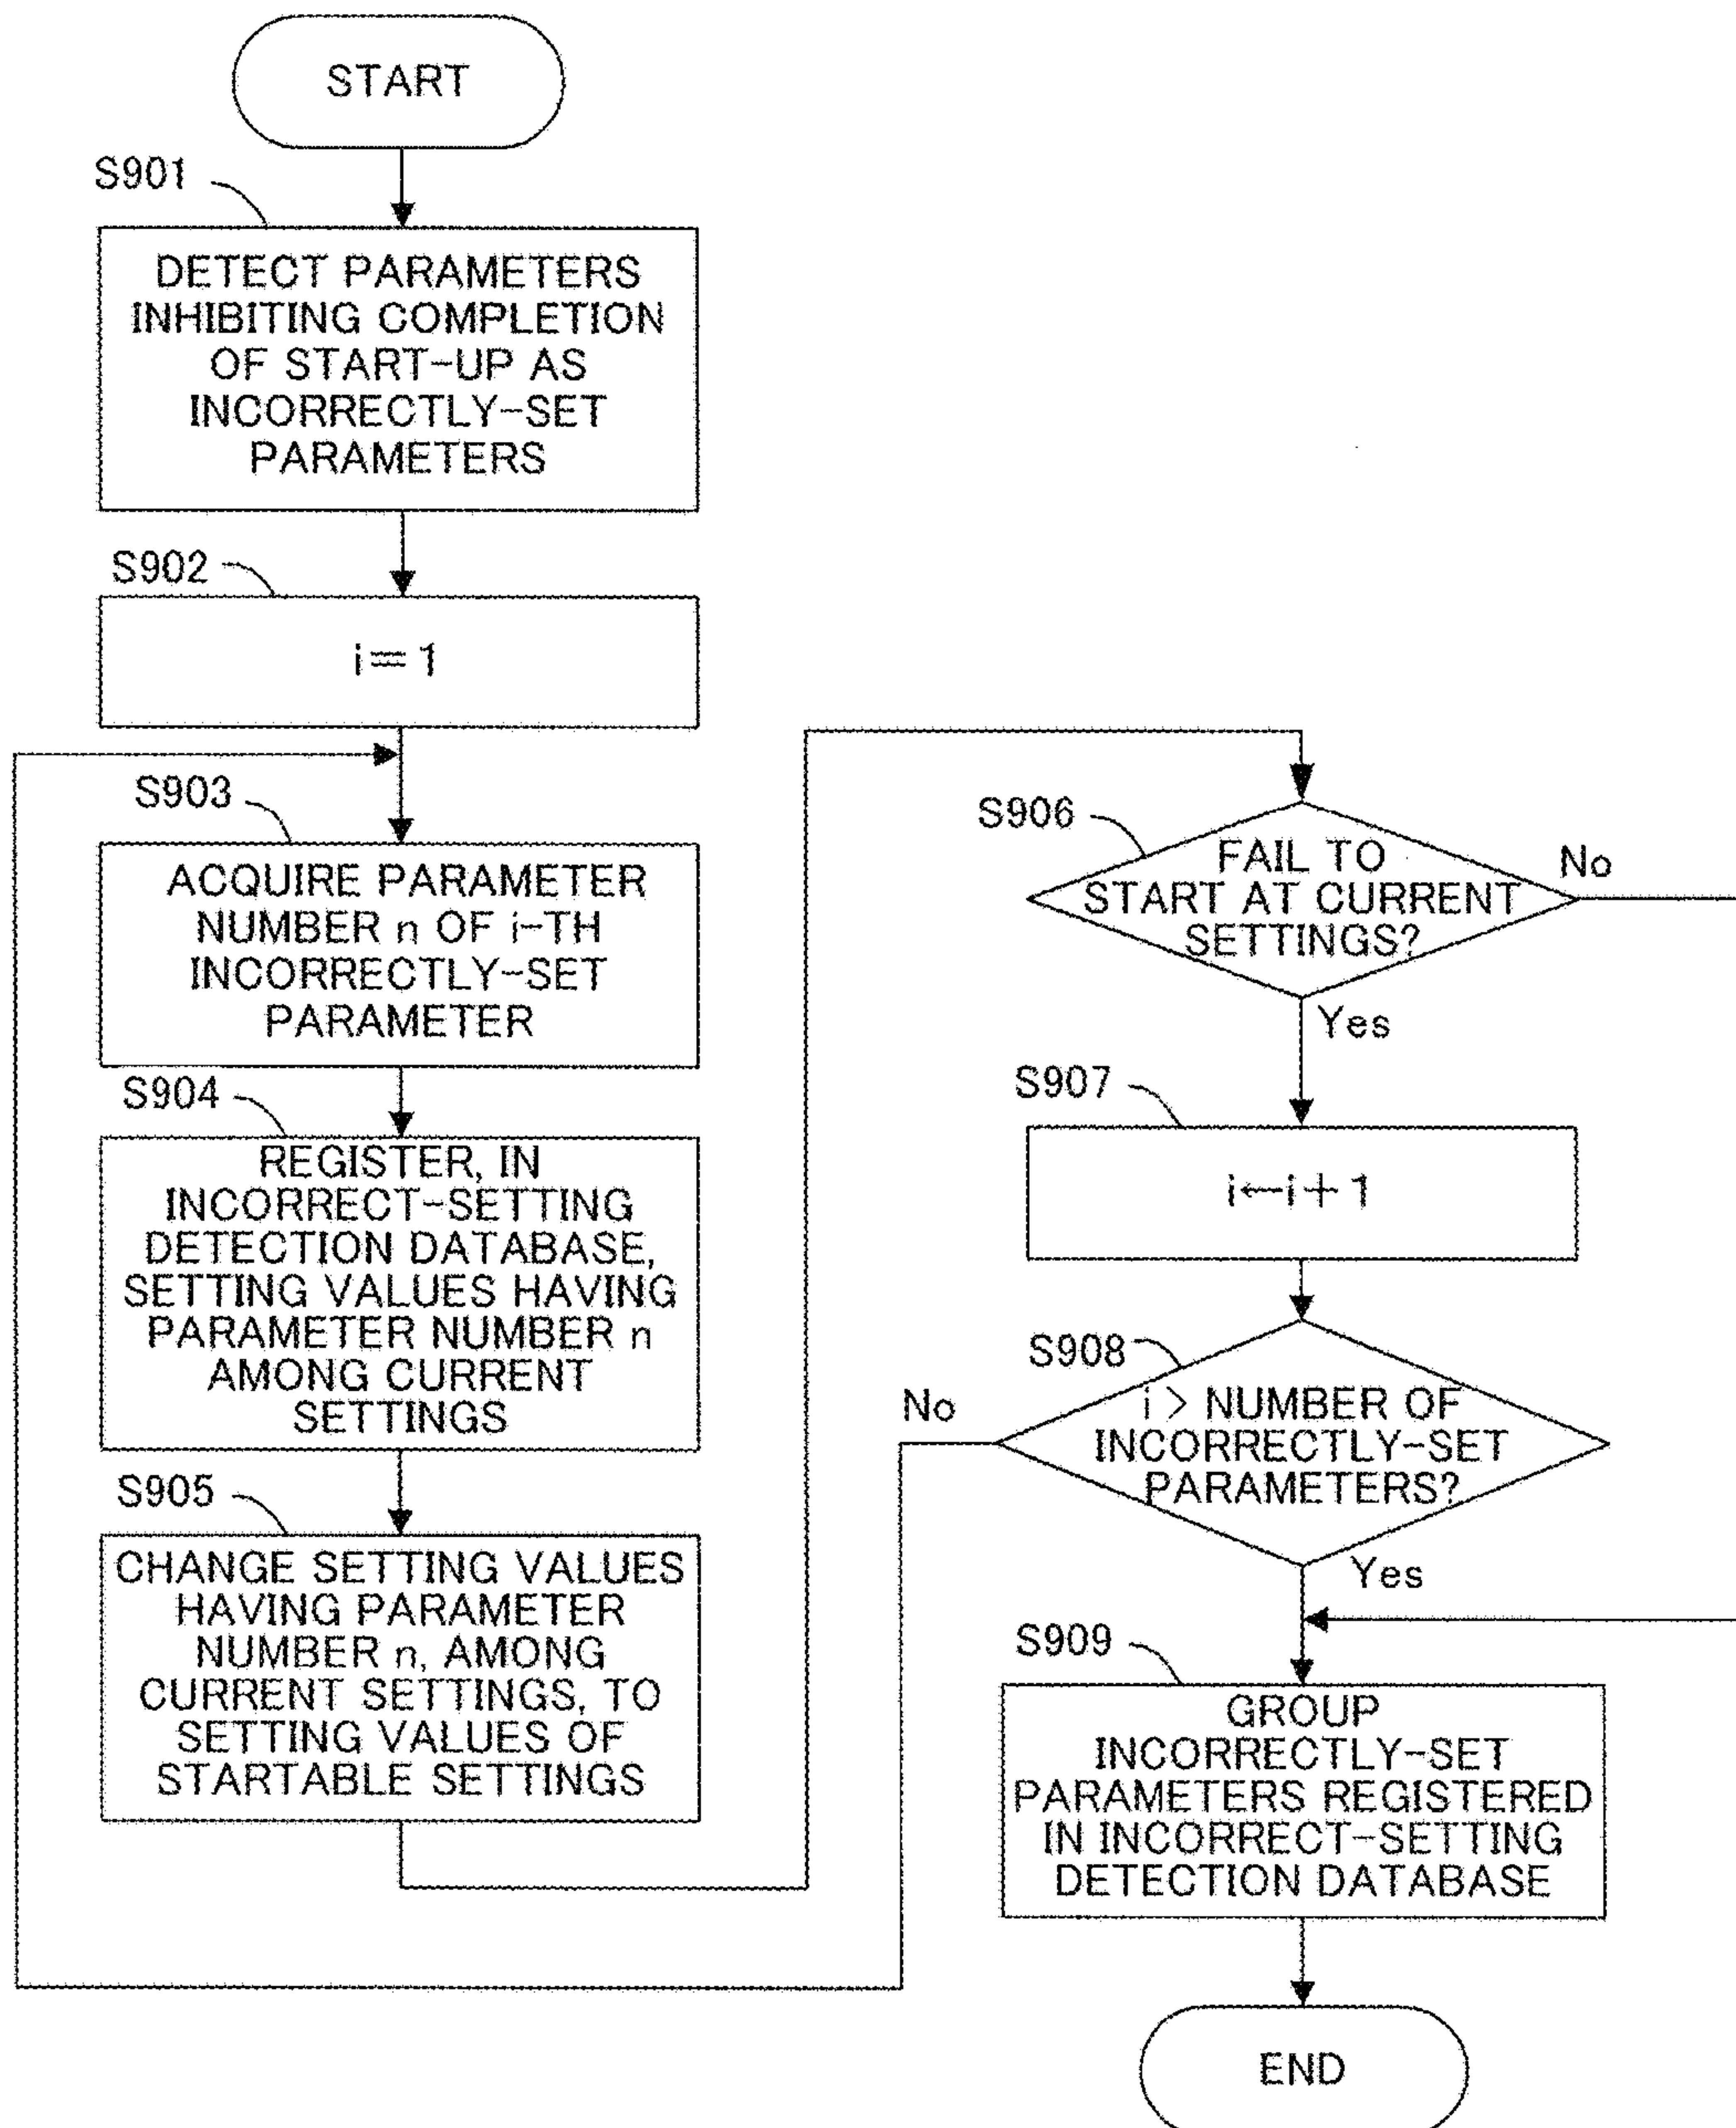 START
S901
DETECT PARAMETERS
INHIBITING COMPLETION
OF START-UP AS
INCORRECTLY-SET
PARAMETERS
S902
i=1
S903
ACQUIRE PARAMETER
NUMBER n OF i-TH
INCORRECTLY-SET
PARAMETER
S904
REGISTER, IN
INCORRECT-SETTING
DETECTION DATABASE,
SETTING VALUES HAVING
PARAMETER NUMBER n
AMONG CURRENT
SETTINGS
S905
CHANGE SETTING VALUES
HAVING PARAMETER
NUMBER n, AMONG
CURRENT SETTINGS, TO
SETTING VALUES OF
STARTABLE SETTINGS
S906
FAIL TO
START AT CURRENT
SETTINGS?
No
Yes
S907
i←i+1
S908
i > NUMBER OF
INCORRECTLY-SET
PARAMETERS?
No
Yes
S909
GROUP
INCORRECTLY-SET
PARAMETERS REGISTERED
IN INCORRECT-SETTING
DETECTION DATABASE
END